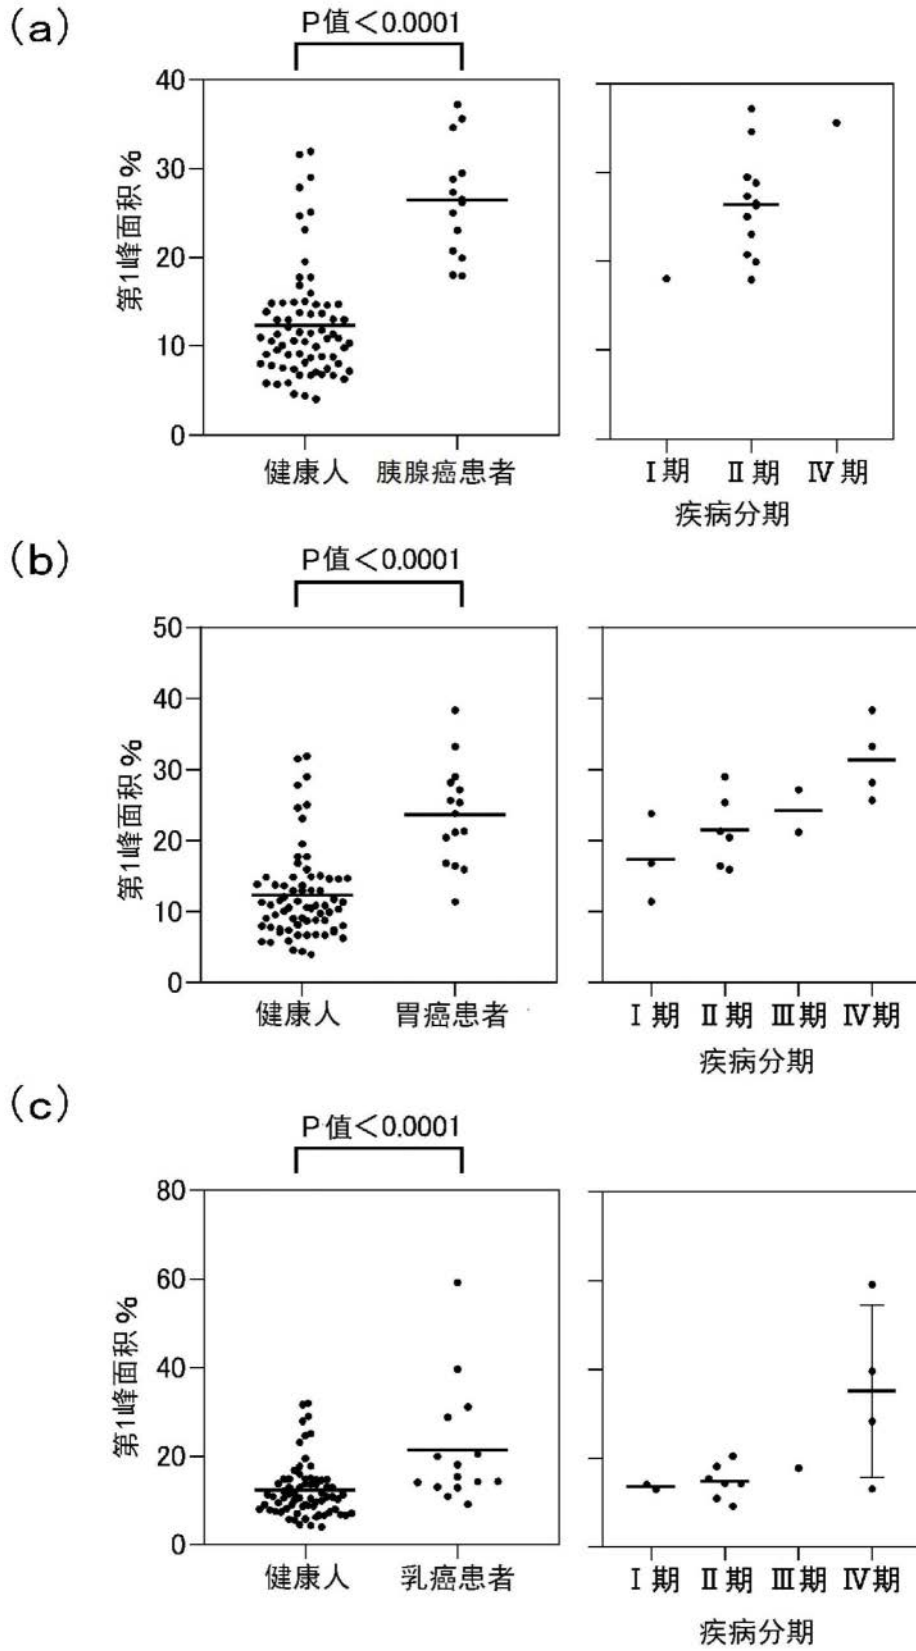 (a)
P值＜0.0001
第1峰面积 %
40
30
20
10
0
健康人 胰腺癌患者
Ⅰ期 Ⅱ期 Ⅳ期
疾病分期
(b)
P值＜0.0001
第1峰面积 %
50
40
30
20
10
0
健康人 胃癌患者
Ⅰ期 Ⅱ期 Ⅲ期 Ⅳ期
疾病分期
(c)
P值＜0.0001
第1峰面积 %
80
60
40
20
0
健康人 乳癌患者
Ⅰ期 Ⅱ期 Ⅲ期 Ⅳ期
疾病分期